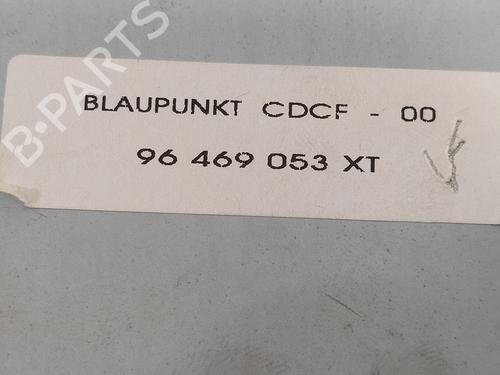 B-PARTS
BLAUPUNKT CDCF - 00
96 469 053 XT